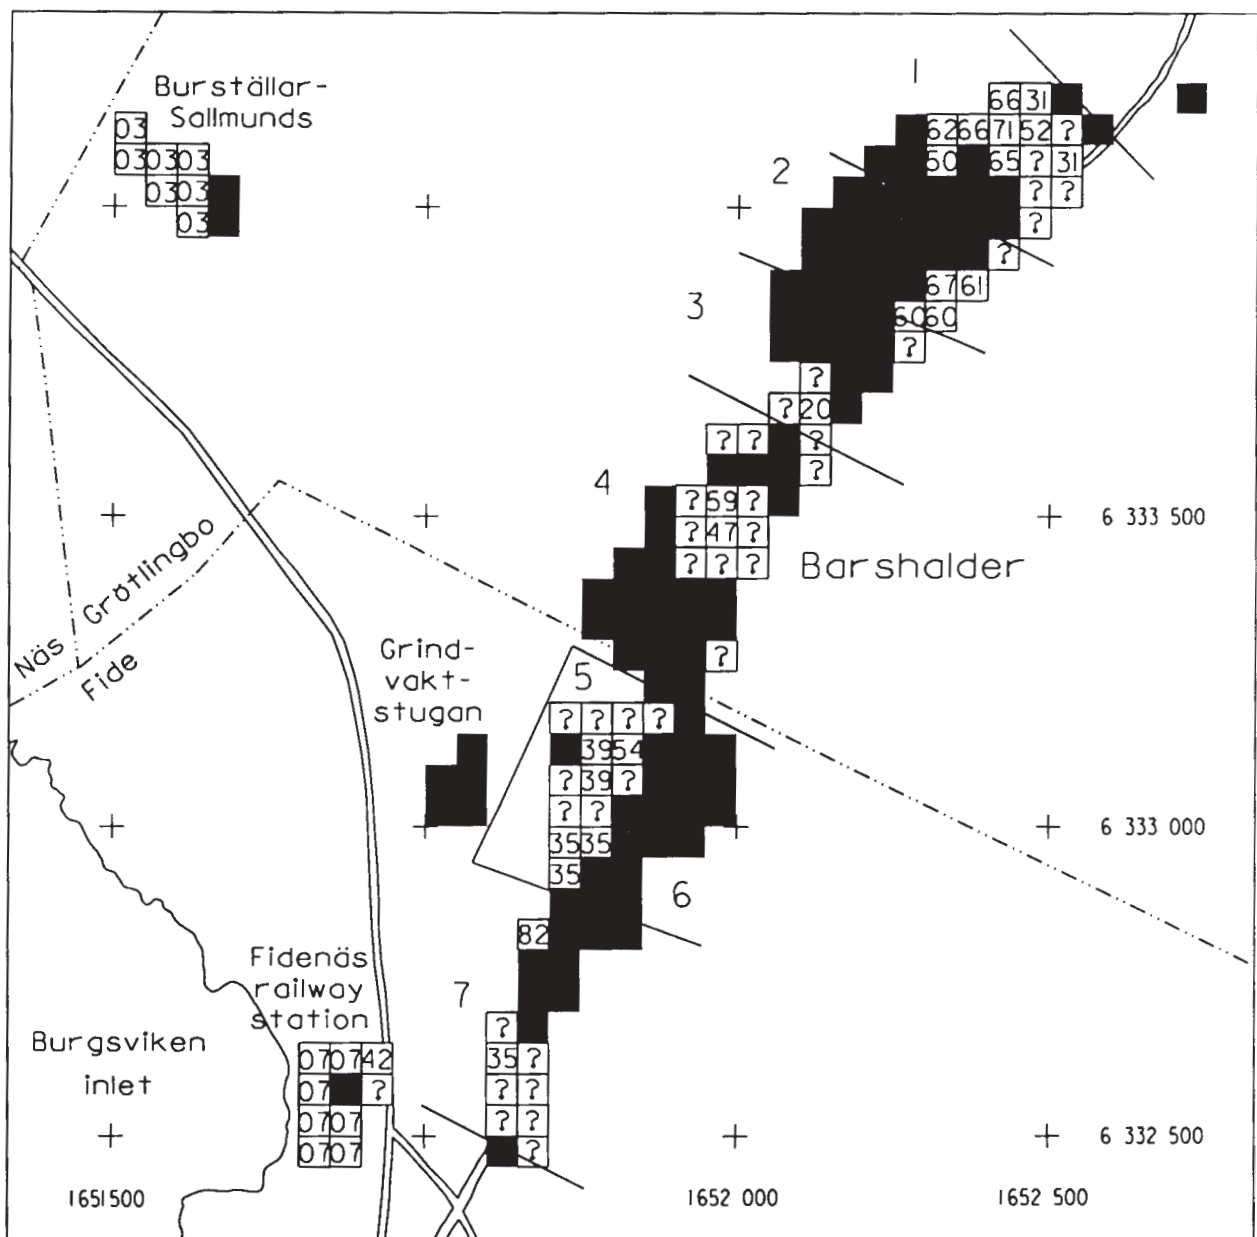 1
66 31
Burställar-
Sallmunds
03
62 66 71 52 ?
03 03 03
50 65 ? 31
2
03 03
? ?
03
?
?
67 61
3
60 60
?
?
? 20
? ? ?
?
4
? 59 ?
6 333 500
? 47 ?
Grötlingbo
? ? ?
Barshalder
Näs
Fide
Grind-
vakt-
stugan
?
5
? ? ? ?
39 54
? 39 ?
? ?
6 333 000
35 35
35
6
82
Fidenäs
railway
station
7
?
Burgsviken
inlet
07 07 42
35 ?
07 ?
? ?
07 07
? ?
6 332 500
07 07
?
1651500
1652 000
1652 500